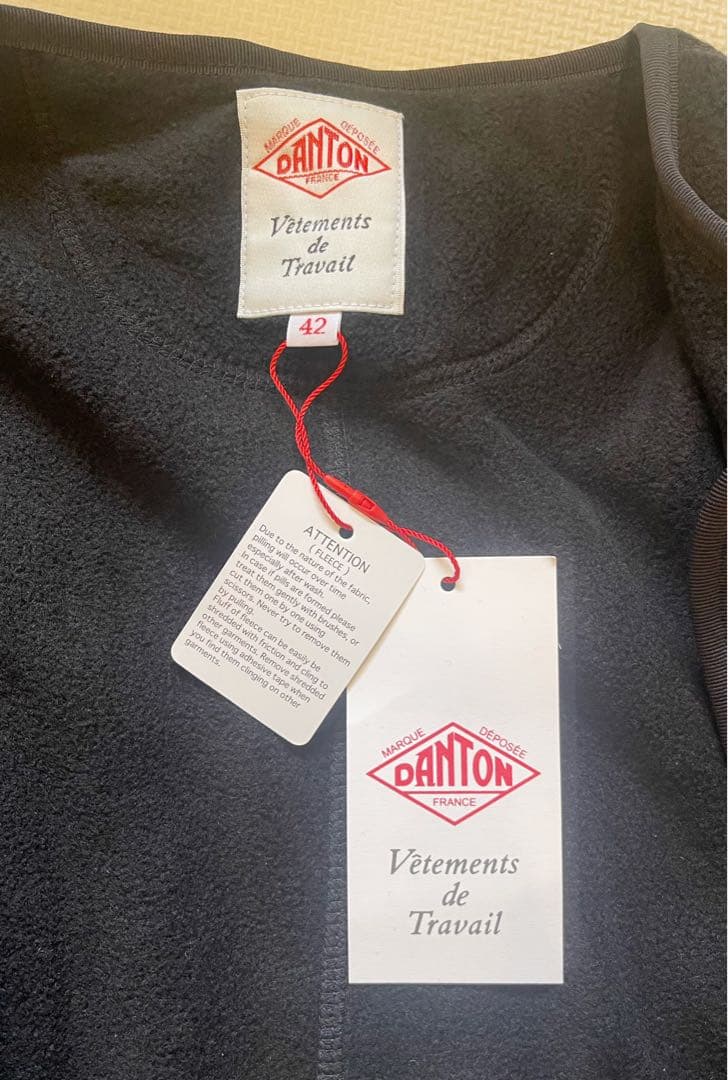 MARQUE DÉPOSÉE
DANTON
FRANCE
Vêtements
de
Travail
42
ATTENTION
( FLEECE )
Due to the nature of the fabric,
pilling will occur over time
especially after wash.
In case if pills are formed please
treat them gently with brushes, or
cut them one by one using
scissors. Never try to remove them
by pulling.
Fluff of fleece can be easily be
shredded with friction and cling to
other garments. Remove shredded
fleece using adhesive tape when
you find them clinging on other
garments.
MARQUE DÉPOSÉE
DANTON
FRANCE
Vêtements
de
Travail